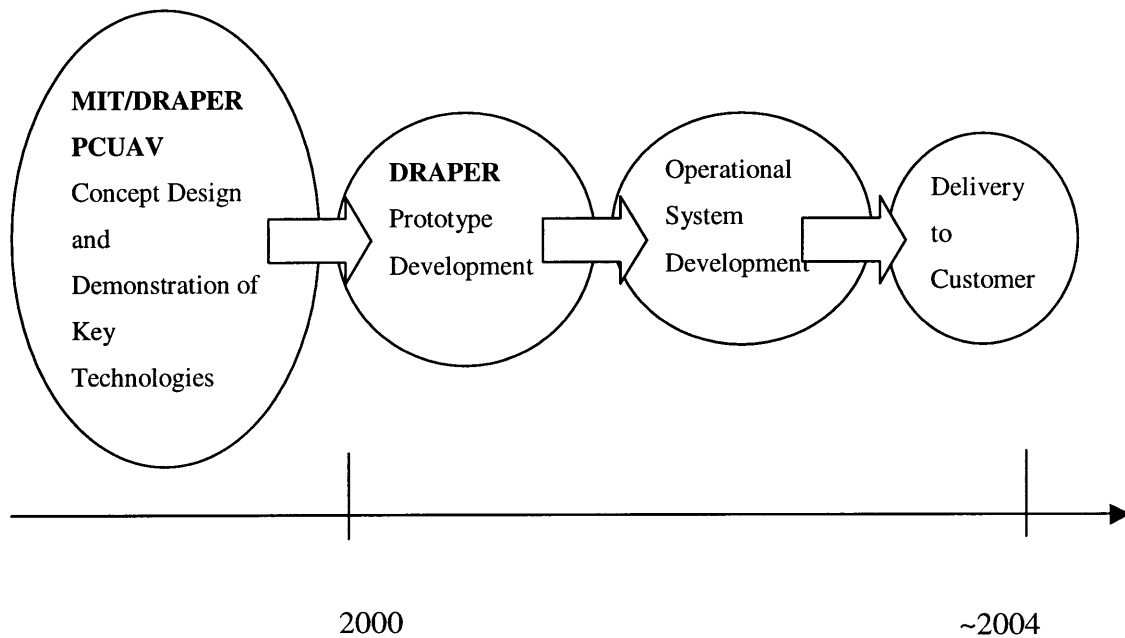 MIT/DRAPER
PCUAV
Concept Design
and
Demonstration of
Key
Technologies
DRAPER
Prototype
Development
Operational
System
Development
Delivery
to
Customer
2000
~2004